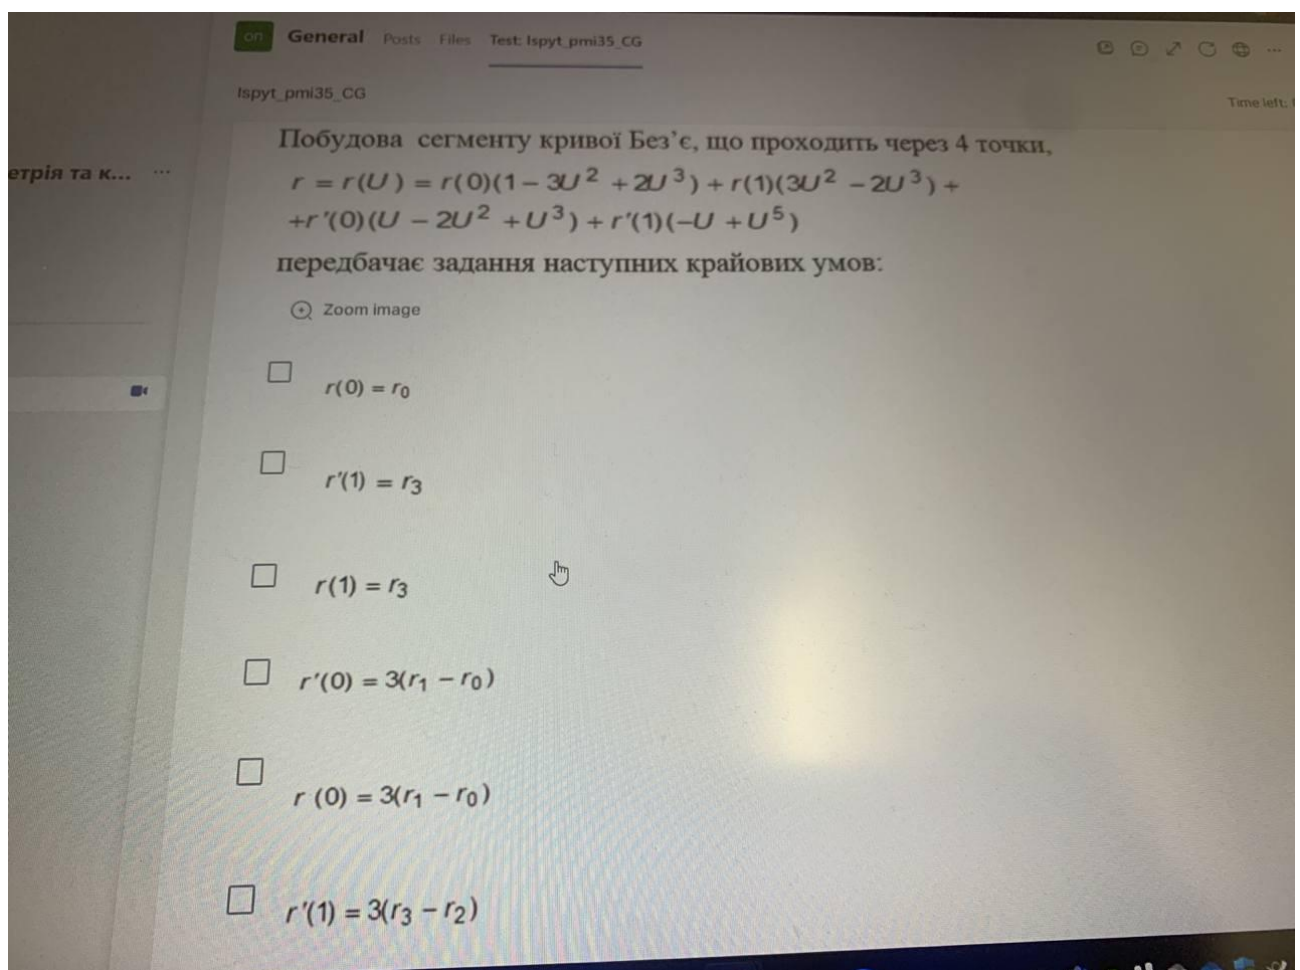 on General Posts Files Test: Ispyt_pmi35_CG
Ispyt_pmi35_CG
Time left:
етрія та к... ...
Побудова сегменту кривої Без’є, що проходить через 4 точки,
r = r(U) = r(0)(1 – 3U² + 2U³) + r(1)(3U² – 2U³) +
+r′(0)(U – 2U² + U³) + r′(1)(–U + U⁵)
передбачає задання наступних крайових умов:
Zoom image
r(0) = r₀
r′(1) = r₃
r(1) = r₃
r′(0) = 3(r₁ – r₀)
r (0) = 3(r₁ – r₀)
r′(1) = 3(r₃ – r₂)